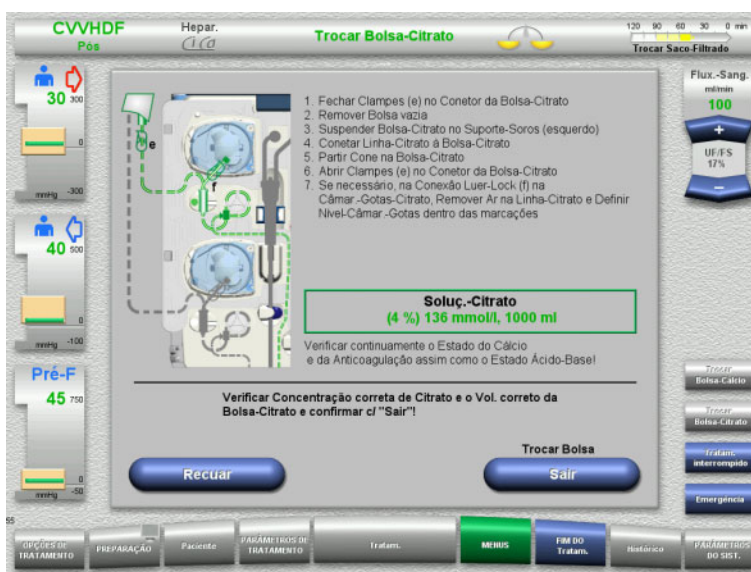 CVVHDF
Pós
Hepar.
Trocar Bolsa-Citrato
120 90 60 30 0 min
Trocar Saco-Filtrado
30 300
0
mmHg -300
40 500
0
mmHg -100
Pré-F
45 750
0
mmHg -50
e
f
1. Fechar Clampes (e) no Conetor da Bolsa-Citrato
2. Remover Bolsa vazia
3. Suspender Bolsa-Citrato no Suporte-Soros (esquerdo)
4. Conetar Linha-Citrato à Bolsa-Citrato
5. Partir Cone na Bolsa-Citrato
6. Abrir Clampes (e) no Conetor da Bolsa-Citrato
7. Se necessário, na Conexão Luer-Lock (f) na
Câmar.-Gotas-Citrato, Remover Ar na Linha-Citrato e Definir
Nível-Câmar.-Gotas dentro das marcações
Soluç.-Citrato
(4 %) 136 mmol/l, 1000 ml
Verificar continuamente o Estado do Cálcio
e da Anticoagulação assim como o Estado Ácido-Base!
Verificar Concentração correta de Citrato e o Vol. correto da
Bolsa-Citrato e confirmar c/ "Sair"!
Recuar
Trocar Bolsa
Sair
Flux.-Sang.
ml/min
100
+
UF/FS
17%
−
Trocar
Bolsa-Cálcio
Trocar
Bolsa-Citrato
Tratam.
interrompido
Emergência
55
OPÇÕES DE
TRATAMENTO
PREPARAÇÃO
Paciente
PARÂMETROS DE
TRATAMENTO
Tratam.
MENUS
FIM DO
Tratam.
Histórico
PARÂMETROS
DO SIST.